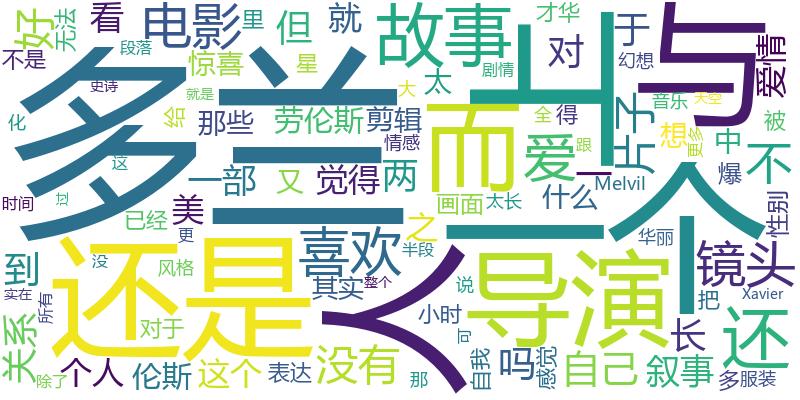 好
看
电影
里
但
就
故事
上
与
才华
于
幻想
爱情
无法
段落
不是
惊喜
星
对
史诗
就是
大
太
剧情
多兰
而
片子
音乐
天空
化
给
那些
劳伦斯
剪辑
全
得
想
更多
跟
被
这
情感
爱
一
中
不
一部
又
觉得
两
什么
Melvil
爆
时间
过
已经
美
之
画面
太长
一个
性别
更
半段
华丽
到
没
还是
喜欢
人
导演
镜头
实在
所有
风格
其实
整个
说
把
Xavier
关系
对于
小时
可
长
还
除了
个人
伦斯
这个
表达
没有
那
自我
吗
感觉
自己
叙事
多
服装